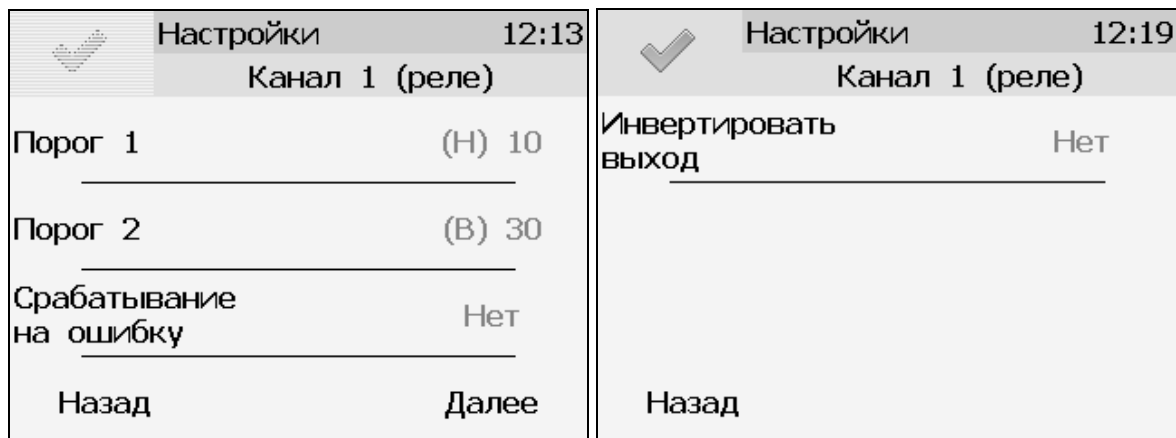 Настройки 12:13
Канал 1 (реле)
Порог 1 (Н) 10
Порог 2 (В) 30
Срабатывание
на ошибку Нет
Назад Далее
Настройки 12:19
Канал 1 (реле)
Инвертировать
выход Нет
Назад